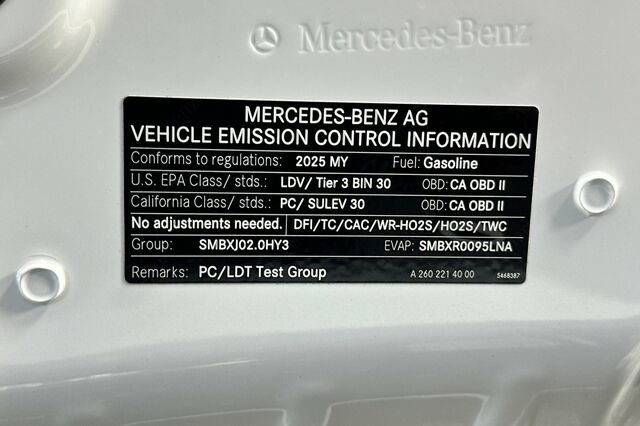 Mercedes-Benz
MERCEDES-BENZ AG
VEHICLE EMISSION CONTROL INFORMATION
Conforms to regulations: 2025 MY Fuel: Gasoline
U.S. EPA Class/ stds.: LDV/ Tier 3 BIN 30 OBD: CA OBD II
California Class/ stds.: PC/ SULEV 30 OBD: CA OBD II
No adjustments needed. DFI/TC/CAC/WR-HO2S/HO2S/TWC
Group: SMBXJ02.0HY3 EVAP: SMBXR0095LNA
Remarks: PC/LDT Test Group A 260 221 40 00 5468387